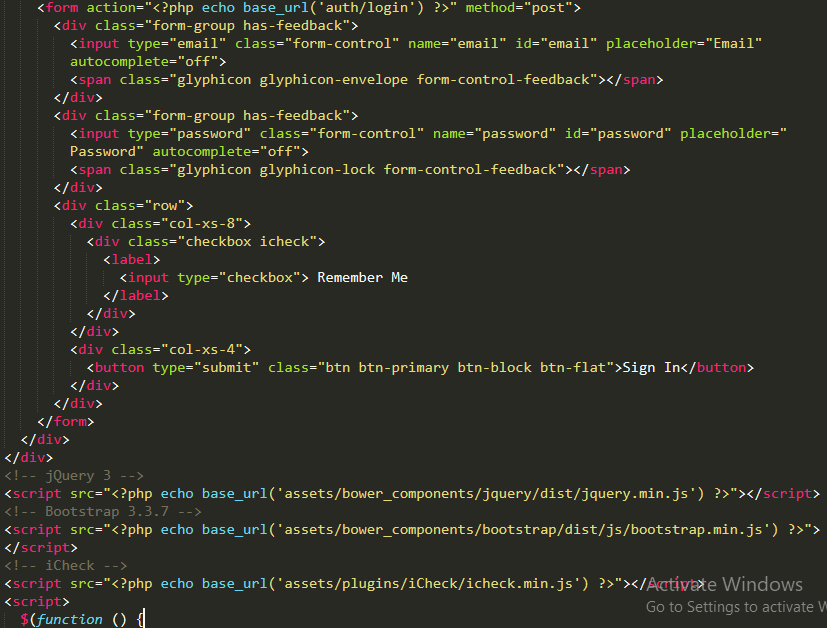 <form action="<?php echo base_url('auth/login') ?>" method="post">
<div class="form-group has-feedback">
<input type="email" class="form-control" name="email" id="email" placeholder="Email"
autocomplete="off">
<span class="glyphicon glyphicon-envelope form-control-feedback"></span>
</div>
<div class="form-group has-feedback">
<input type="password" class="form-control" name="password" id="password" placeholder="
Password" autocomplete="off">
<span class="glyphicon glyphicon-lock form-control-feedback"></span>
</div>
<div class="row">
<div class="col-xs-8">
<div class="checkbox icheck">
<label>
<input type="checkbox"> Remember Me
</label>
</div>
</div>
<div class="col-xs-4">
<button type="submit" class="btn btn-primary btn-block btn-flat">Sign In</button>
</div>
</div>
</form>
</div>
</div>
<!-- jQuery 3 -->
<script src="<?php echo base_url('assets/bower_components/jquery/dist/jquery.min.js') ?>"></script>
<!-- Bootstrap 3.3.7 -->
<script src="<?php echo base_url('assets/bower_components/bootstrap/dist/js/bootstrap.min.js') ?>">
</script>
<!-- iCheck -->
<script src="<?php echo base_url('assets/plugins/iCheck/icheck.min.js') ?>"></script>
Activate Windows
<script>
Go to Settings to activate W
$(function () {